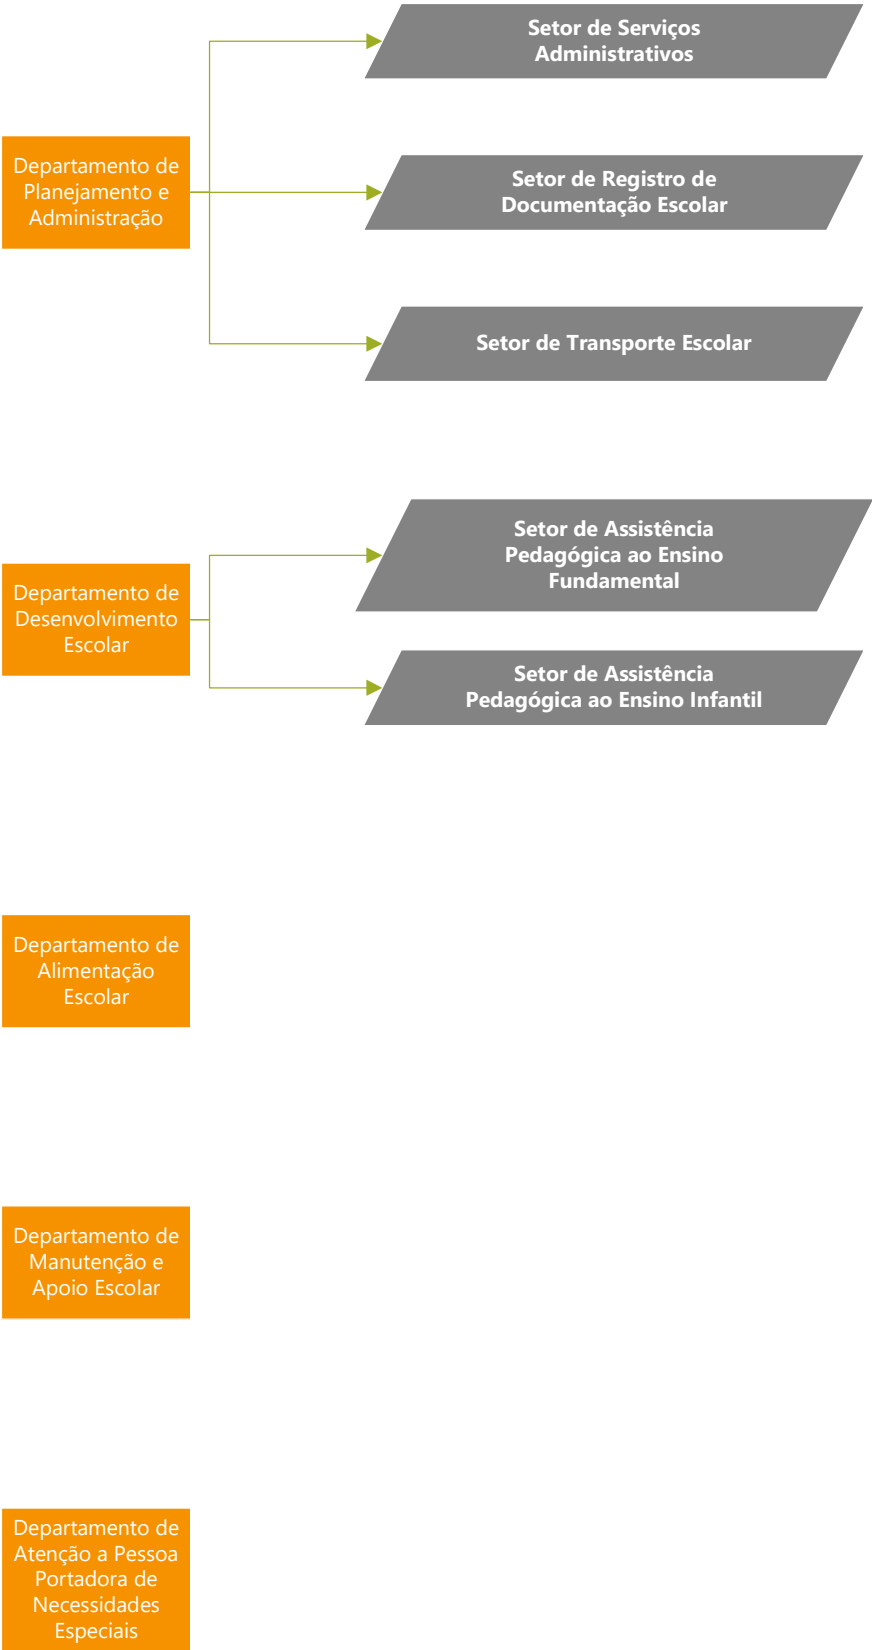 Setor de Serviços
Administrativos
Departamento de
Planejamento e
Administração
Setor de Registro de
Documentação Escolar
Setor de Transporte Escolar
Setor de Assistência
Pedagógica ao Ensino
Fundamental
Departamento de
Desenvolvimento
Escolar
Setor de Assistência
Pedagógica ao Ensino Infantil
Departamento de
Alimentação
Escolar
Departamento de
Manutenção e
Apoio Escolar
Departamento de
Atenção a Pessoa
Portadora de
Necessidades
Especiais